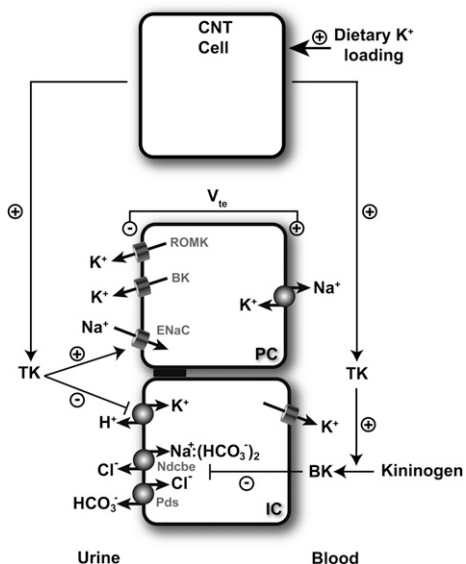 CNT
Cell
⊕ Dietary K⁺
loading
V_te
⊖ ⊕
⊕ ⊕
ROMK
K⁺
BK
K⁺
Na⁺
K⁺
Na⁺ ENaC
PC
⊕
TK
⊖
TK
K⁺
H⁺
K⁺
⊕
Na⁺:(HCO₃⁻)₂
Cl⁻ Ndcbe
Cl⁻
HCO₃⁻ Pds
⊖
BK Kininogen
IC
Urine Blood